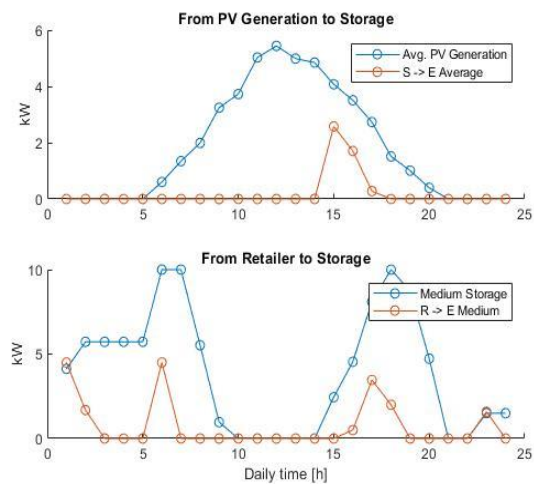 From PV Generation to Storage
6
4
2
0
kW
Avg. PV Generation
S -> E Average
0
5
10
15
20
25
From Retailer to Storage
10
5
0
kW
Medium Storage
R -> E Medium
0
5
10
15
20
25
Daily time [h]